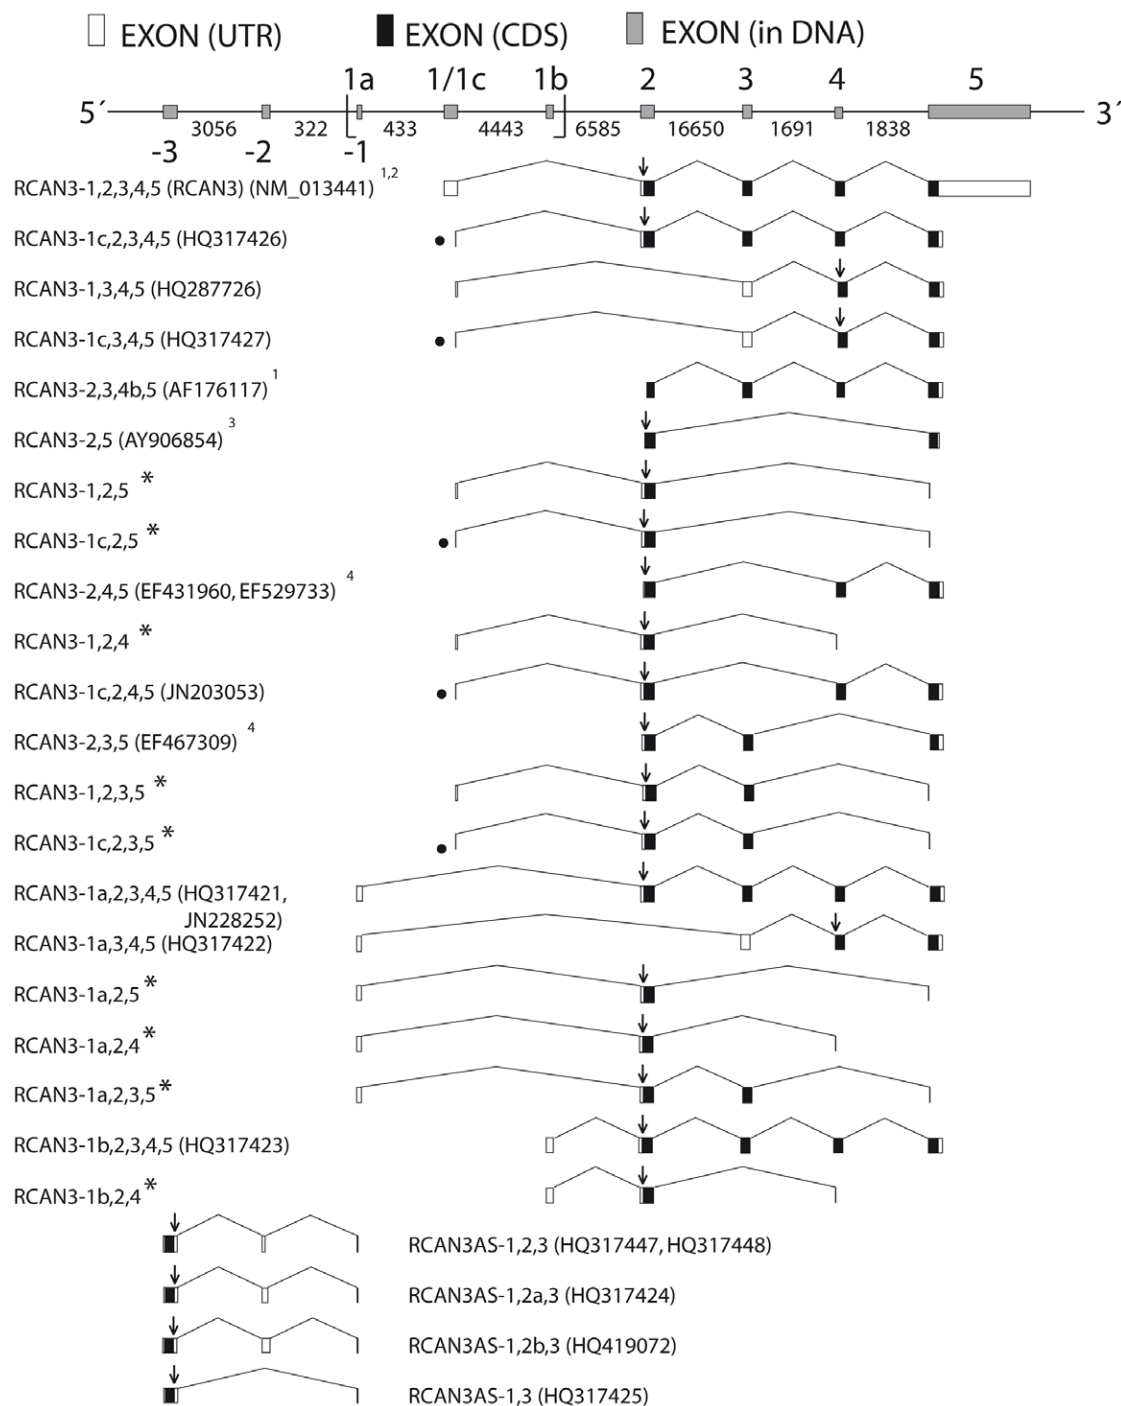 EXON (UTR) EXON (CDS) EXON (in DNA)
1a 1/1c 1b 2 3 4 5
5´ 3´
3056 322 433 4443 6585 16650 1691 1838
-3 -2 -1
RCAN3-1,2,3,4,5 (RCAN3) (NM_013441) 1,2
RCAN3-1c,2,3,4,5 (HQ317426)
RCAN3-1,3,4,5 (HQ287726)
RCAN3-1c,3,4,5 (HQ317427)
RCAN3-2,3,4b,5 (AF176117) 1
RCAN3-2,5 (AY906854) 3
RCAN3-1,2,5 *
RCAN3-1c,2,5 *
RCAN3-2,4,5 (EF431960, EF529733) 4
RCAN3-1,2,4 *
RCAN3-1c,2,4,5 (JN203053)
RCAN3-2,3,5 (EF467309) 4
RCAN3-1,2,3,5 *
RCAN3-1c,2,3,5 *
RCAN3-1a,2,3,4,5 (HQ317421,
JN228252)
RCAN3-1a,3,4,5 (HQ317422)
RCAN3-1a,2,5 *
RCAN3-1a,2,4 *
RCAN3-1a,2,3,5 *
RCAN3-1b,2,3,4,5 (HQ317423)
RCAN3-1b,2,4 *
RCAN3AS-1,2,3 (HQ317447, HQ317448)
RCAN3AS-1,2a,3 (HQ317424)
RCAN3AS-1,2b,3 (HQ419072)
RCAN3AS-1,3 (HQ317425)